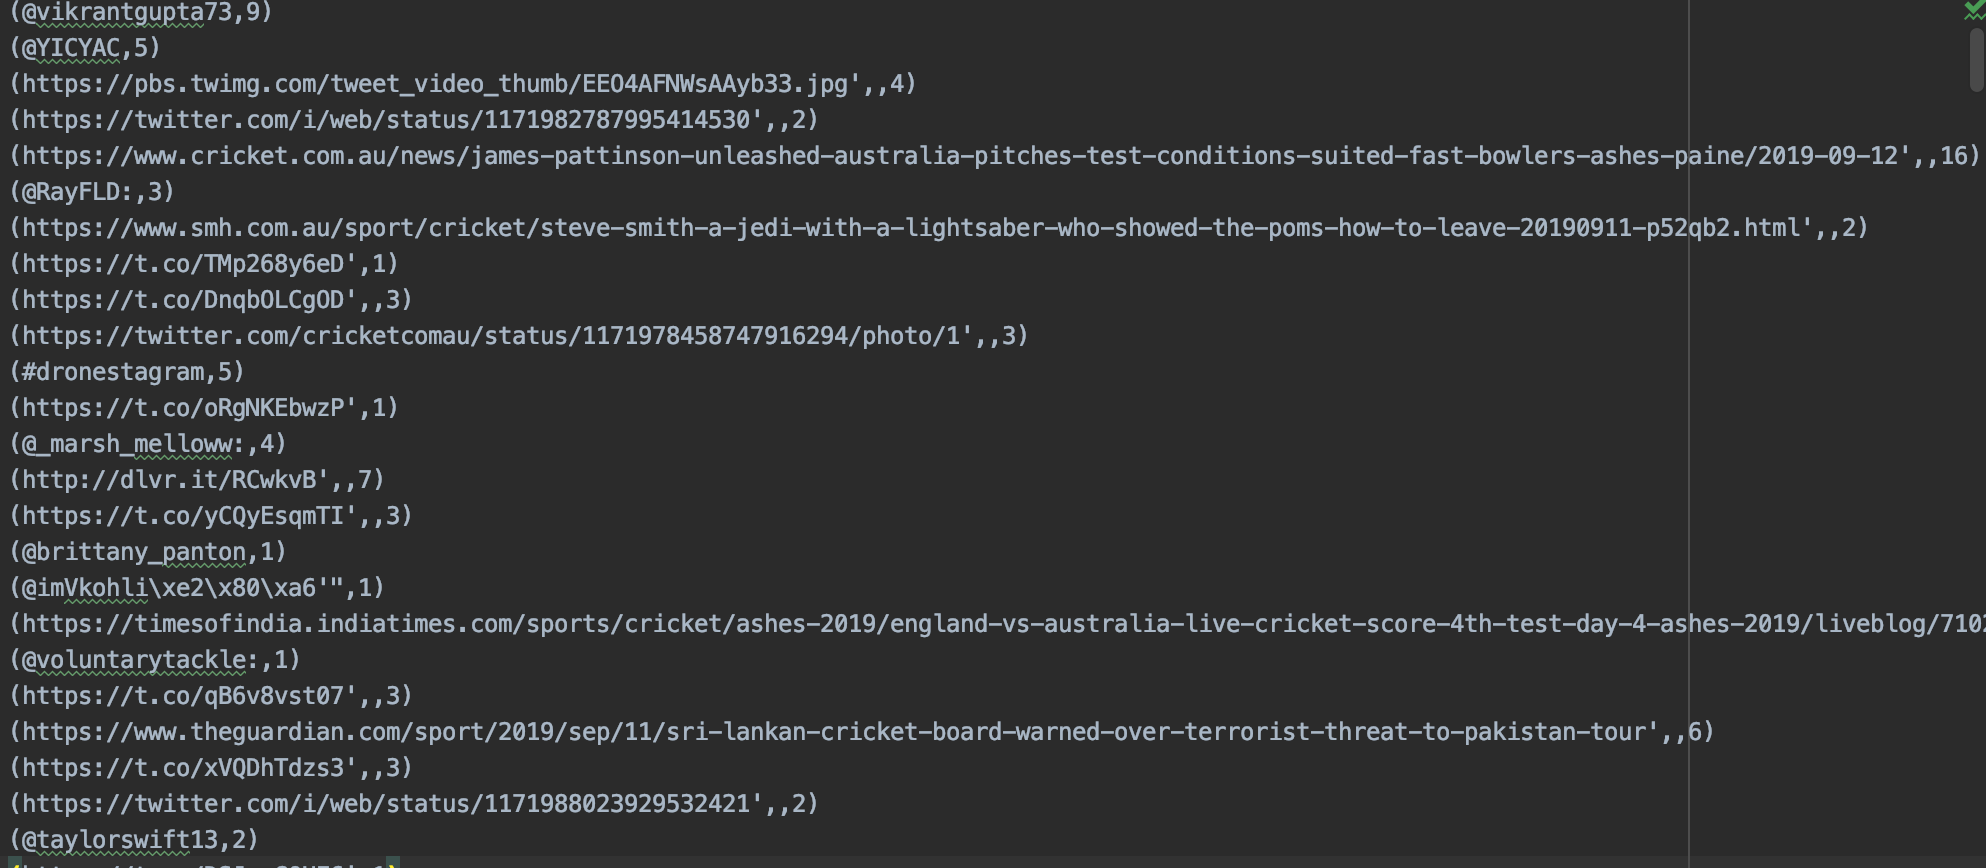 (@vikrantgupta73,9)
(@YICYAC,5)
(https://pbs.twimg.com/tweet_video_thumb/EEO4AFNWsAAyb33.jpg',,4)
(https://twitter.com/i/web/status/1171982787995414530',,2)
(https://www.cricket.com.au/news/james-pattinson-unleashed-australia-pitches-test-conditions-suited-fast-bowlers-ashes-paine/2019-09-12',,16)
(@RayFLD:,3)
(https://www.smh.com.au/sport/cricket/steve-smith-a-jedi-with-a-lightsaber-who-showed-the-poms-how-to-leave-20190911-p52qb2.html',,2)
(https://t.co/TMp268y6eD',1)
(https://t.co/DnqbOLCgOD',,3)
(https://twitter.com/cricketcomau/status/1171978458747916294/photo/1',,3)
(#dronestagram,5)
(https://t.co/oRgNKEbwzP',1)
(@_marsh_melloww:,4)
(http://dlvr.it/RCwkvB',,7)
(https://t.co/yCQyEsqmTI',,3)
(@brittany_panton,1)
(@imVkohli\xe2\x80\xa6'",1)
(https://timesofindia.indiatimes.com/sports/cricket/ashes-2019/england-vs-australia-live-cricket-score-4th-test-day-4-ashes-2019/liveblog/710
(@voluntarytackle:,1)
(https://t.co/qB6v8vst07',,3)
(https://www.theguardian.com/sport/2019/sep/11/sri-lankan-cricket-board-warned-over-terrorist-threat-to-pakistan-tour',,6)
(https://t.co/xVQDhTdzs3',,3)
(https://twitter.com/i/web/status/1171988023929532421',,2)
(@taylorswift13,2)